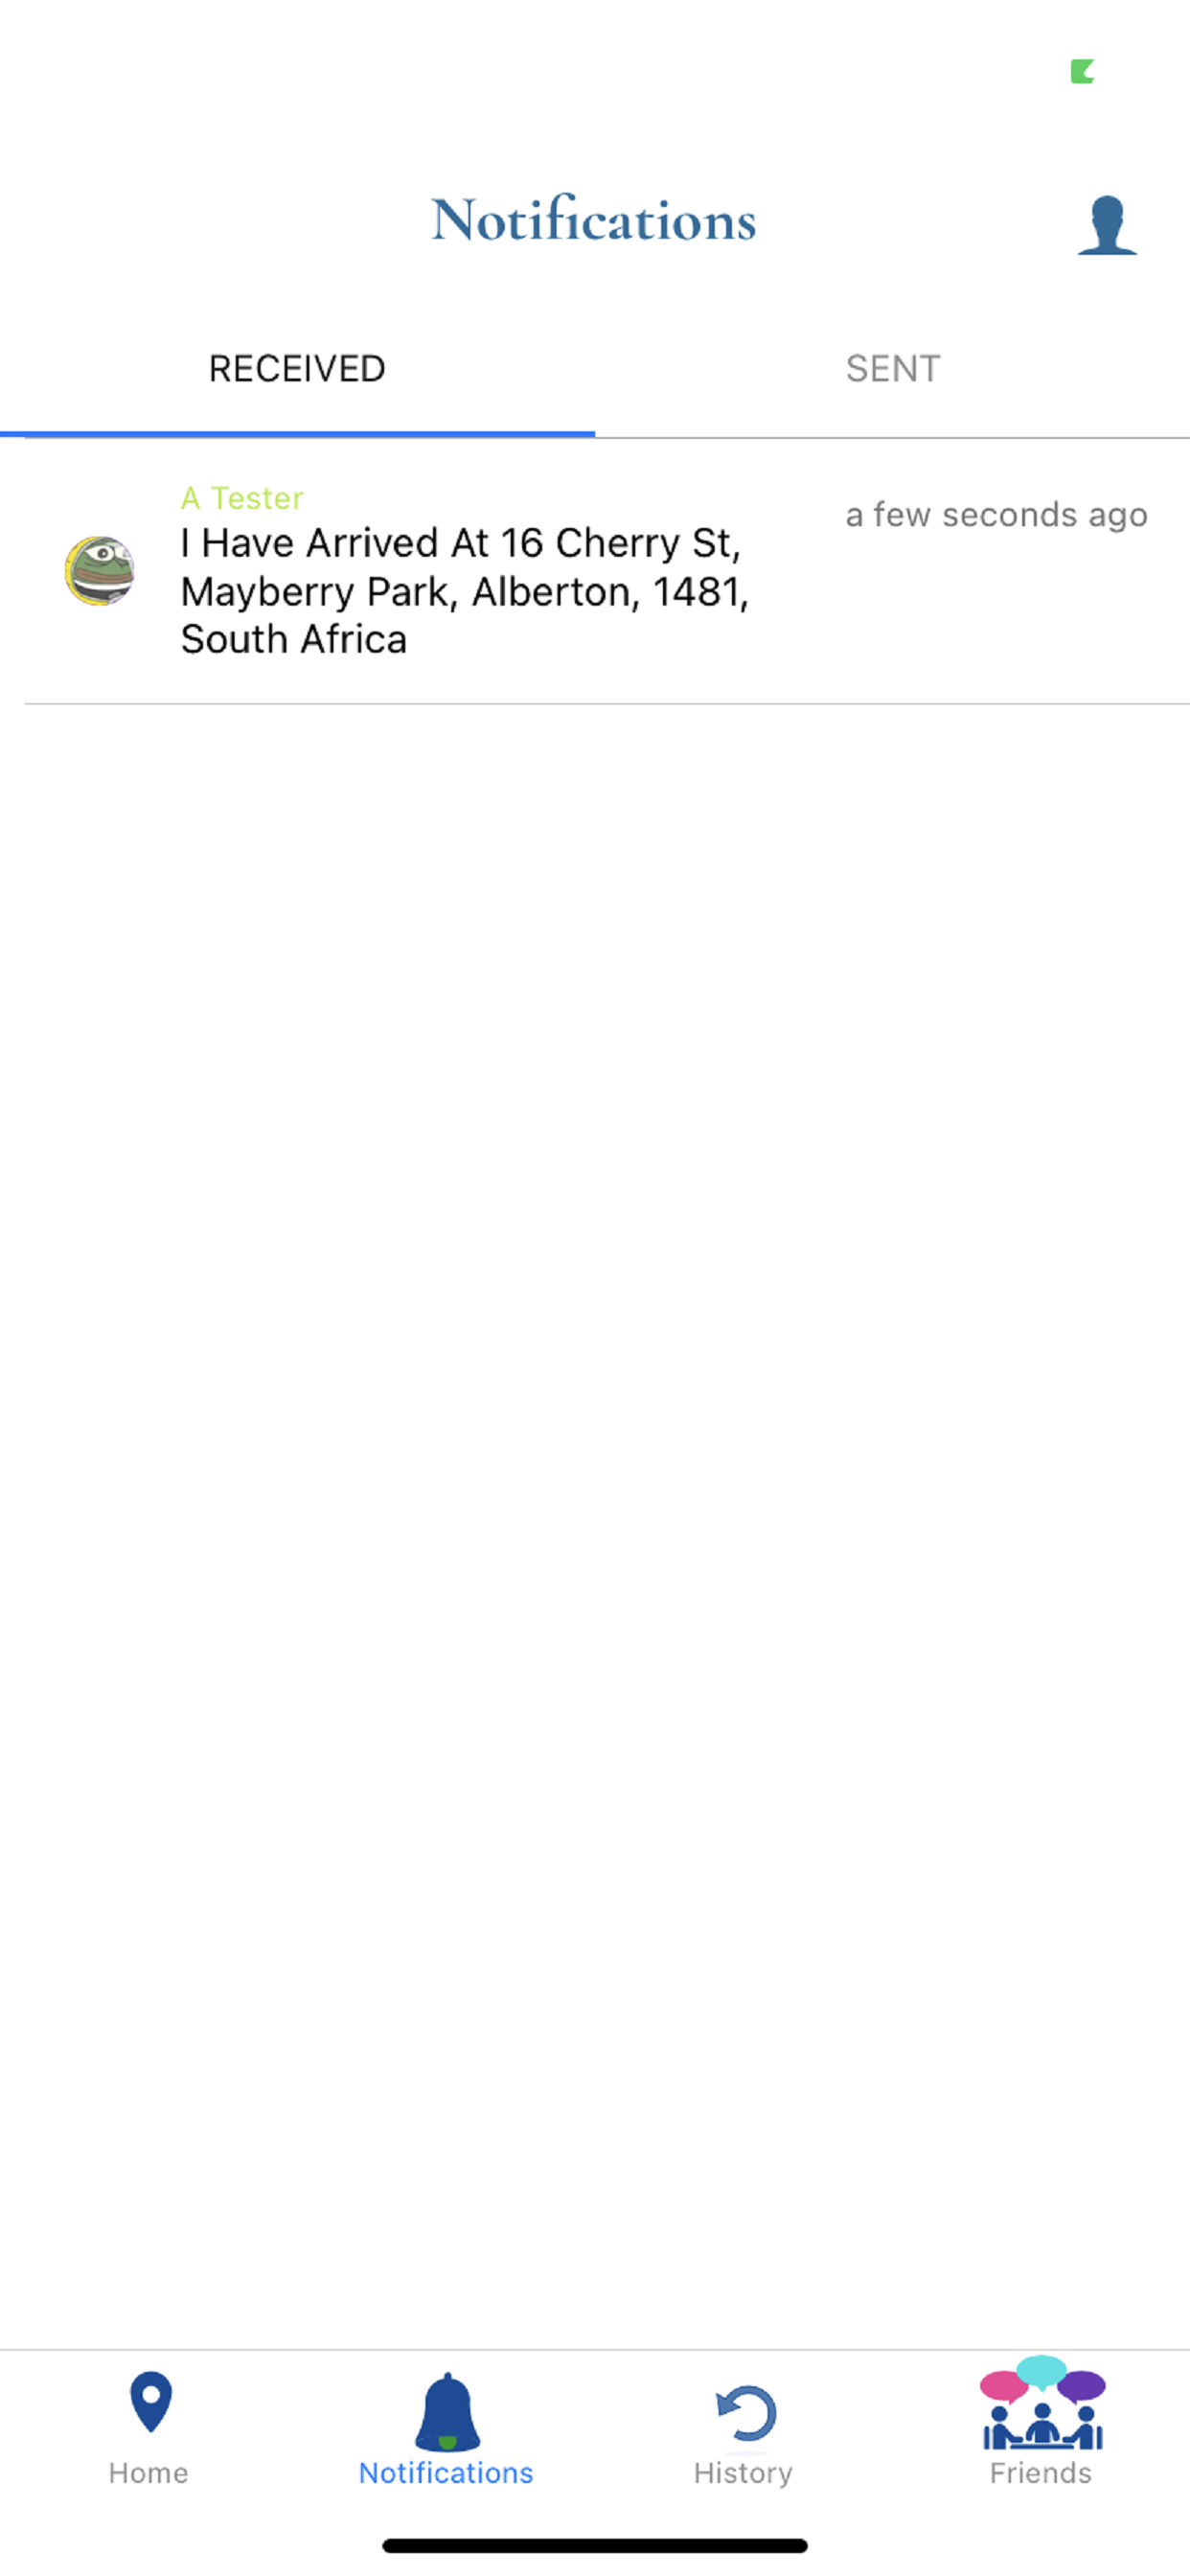 Notifications
RECEIVED
SENT
A Tester
a few seconds ago
I Have Arrived At 16 Cherry St,
Mayberry Park, Alberton, 1481,
South Africa
Home
Notifications
History
Friends